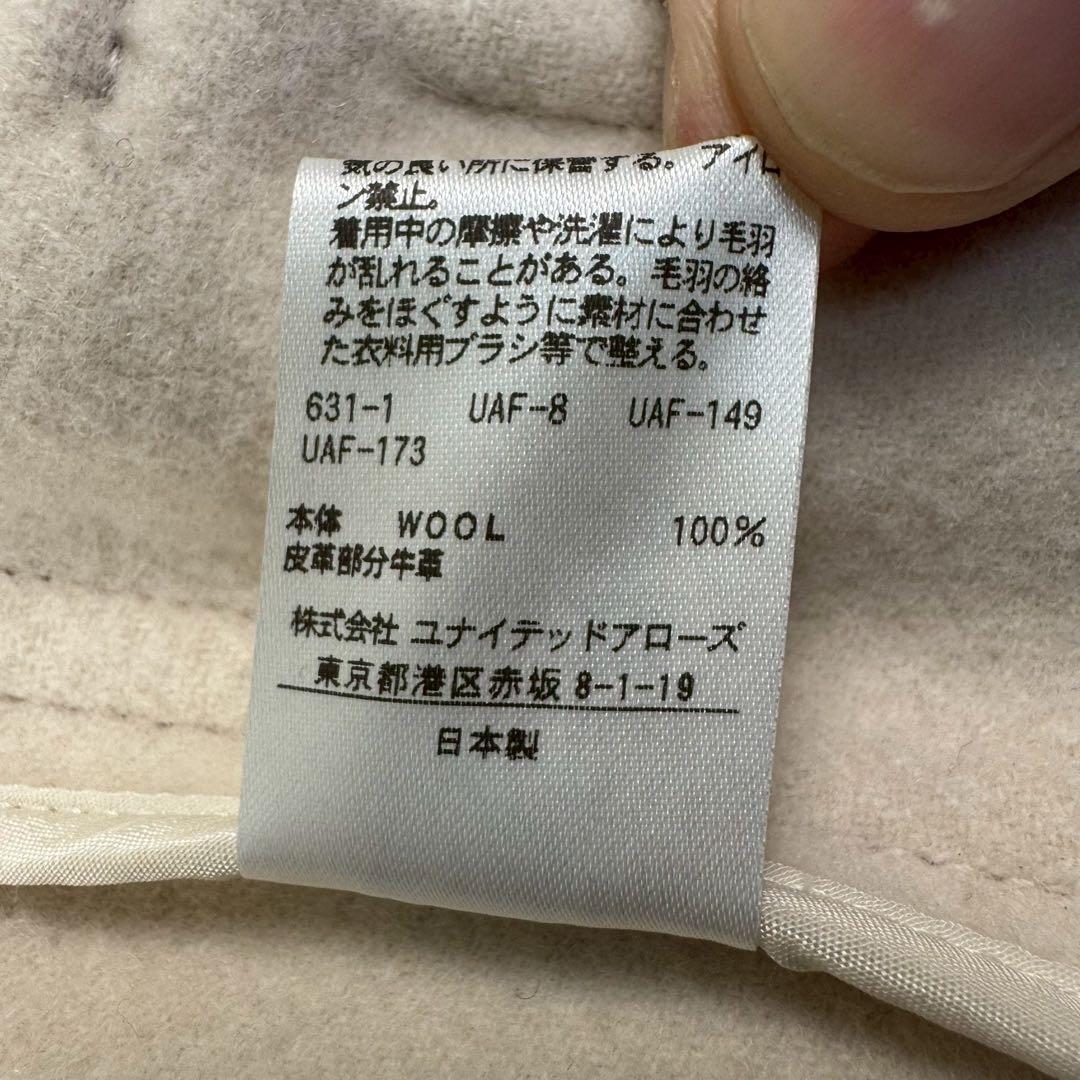 気の良い所に保管する。アイロ
ン禁止。
着用中の摩擦や洗濯により毛羽
が乱れることがある。毛羽の絡
みをほぐすように素材に合わせ
た衣料用ブラシ等で整える。
631-1 UAF-8 UAF-149
UAF-173
本体 WOOL 100%
皮革部分牛革
株式会社 ユナイテッドアローズ
東京都港区赤坂 8-1-19
日本製